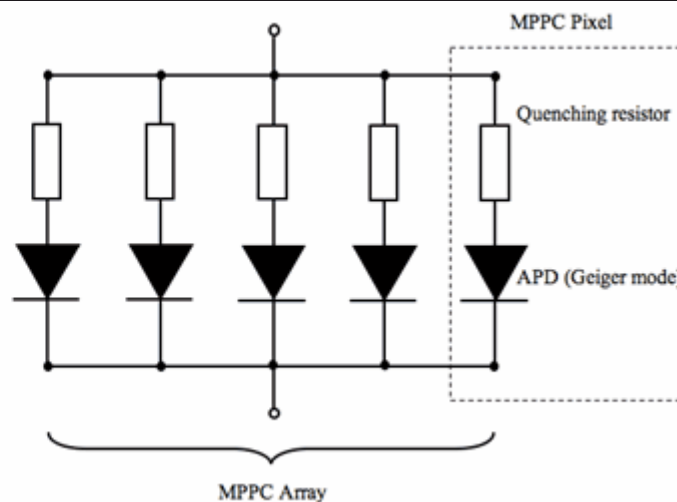 MPPC Pixel
Quenching resistor
APD (Geiger mode)
MPPC Array